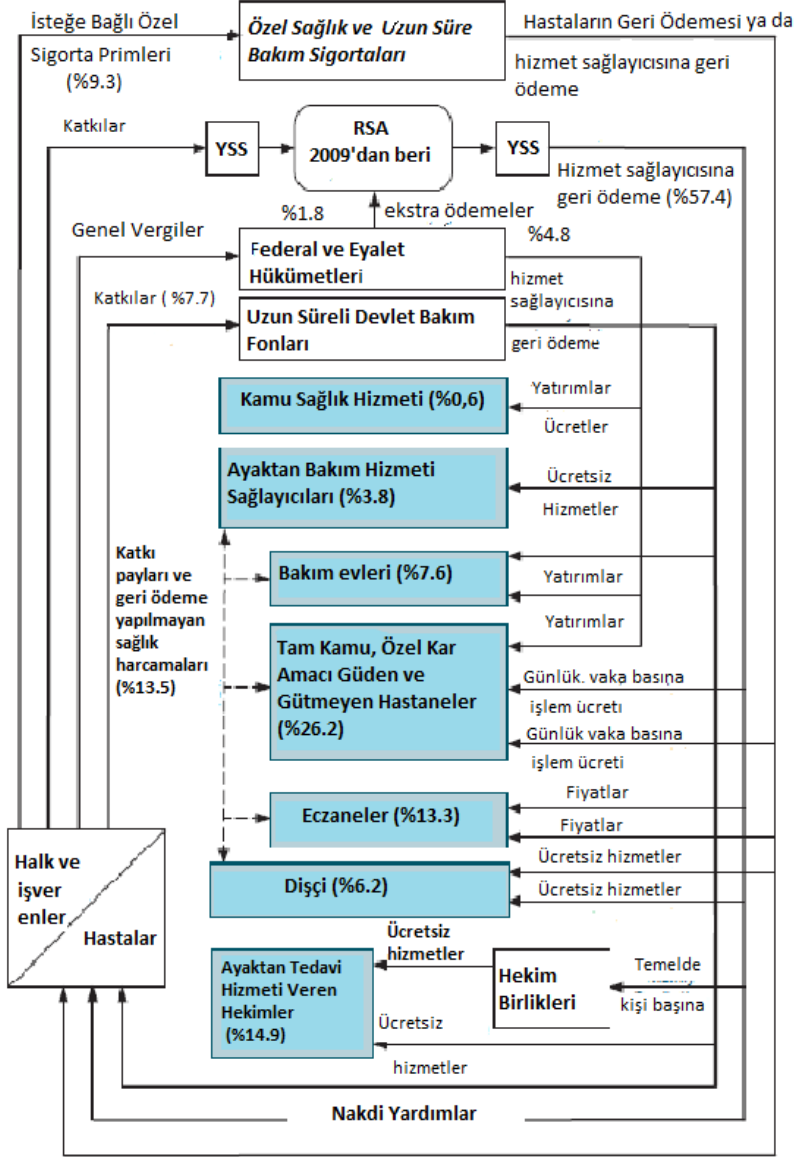 İsteğe Bağlı Özel
Sigorta Primleri
(%9.3)
Özel Sağlık ve Uzun Süre
Bakım Sigortaları
Hastaların Geri Ödemesi ya da
hizmet sağlayıcısına geri
ödeme
Katkılar
YSS
RSA
2009'dan beri
YSS
Hizmet sağlayıcısına
geri ödeme (%57.4)
%1.8
ekstra ödemeler
Genel Vergiler
Federal ve Eyalet
Hükümetleri
%4.8
hizmet
sağlayıcısına
geri ödeme
Katkılar ( %7.7)
Uzun Süreli Devlet Bakım
Fonları
Kamu Sağlık Hizmeti (%0,6)
Yatırımlar
Ücretler
Ayaktan Bakım Hizmeti
Sağlayıcıları (%3.8)
Ücretsiz
Hizmetler
Katkı
payları ve
geri ödeme
yapılmayan
sağlık
harcamaları
(%13.5)
Bakım evleri (%7.6)
Yatırımlar
Yatırımlar
Tam Kamu, Özel Kar
Amacı Güden ve
Gütmeyen Hastaneler
(%26.2)
Günlük. vaka basına
işlem ücreti
Günlük vaka basına
işlem ücreti
Eczaneler (%13.3)
Fiyatlar
Fiyatlar
Dişçi (%6.2)
Ücretsiz hizmetler
Ücretsiz hizmetler
Halk ve
işver
enler
Hastalar
Ayaktan Tedavi
Hizmeti Veren
Hekimler
(%14.9)
Ücretsiz
hizmetler
Hekim
Birlikleri
Temelde
kişi başına
Ücretsiz
hizmetler
Nakdi Yardımlar